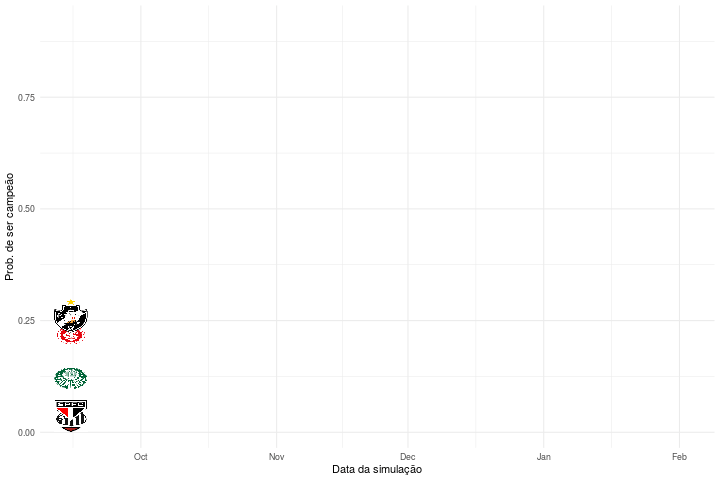 Prob. de ser campeão
0.75
0.50
0.25
0.00
SPFC
Oct
Nov
Dec
Jan
Feb
Data da simulação